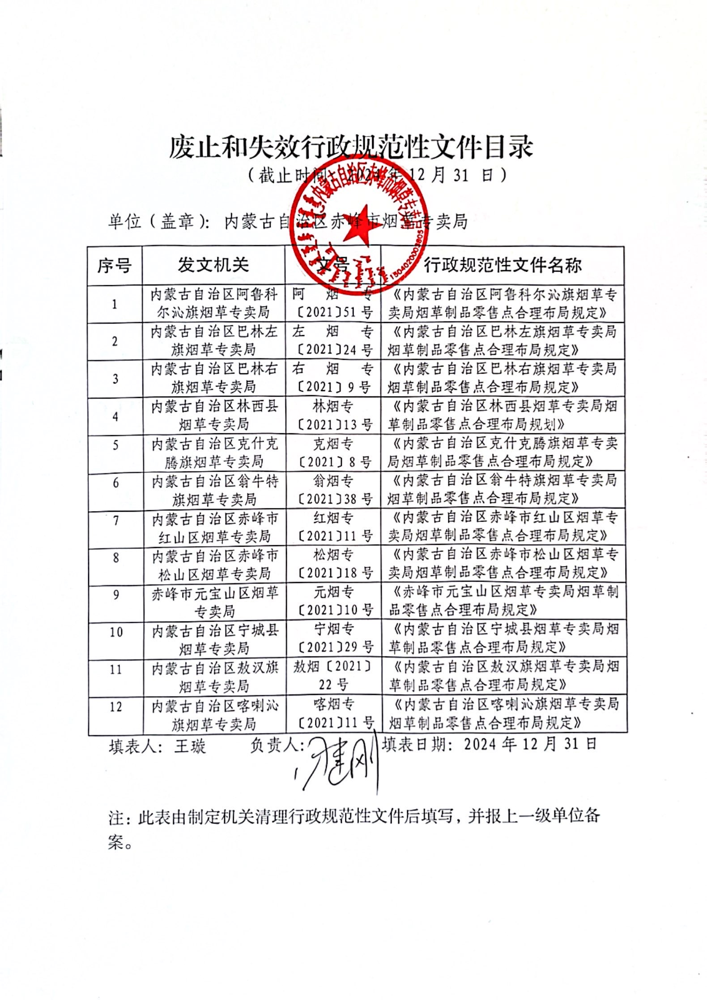 废止和失效行政规范性文件目录
（截止时间：2024年12月31日）
单位（盖章）：内蒙古自治区赤峰市烟草专卖局
内蒙古自治区赤峰市烟草专卖局
1504020003805
序号 发文机关 文号 行政规范性文件名称
1 内蒙古自治区阿鲁科 阿烟专 《内蒙古自治区阿鲁科尔沁旗烟草专
尔沁旗烟草专卖局 〔2021〕51号 卖局烟草制品零售点合理布局规定》
2 内蒙古自治区巴林左 左烟专 《内蒙古自治区巴林左旗烟草专卖局
旗烟草专卖局 〔2021〕24号 烟草制品零售点合理布局规定》
3 内蒙古自治区巴林右 右烟专 《内蒙古自治区巴林右旗烟草专卖局
旗烟草专卖局 〔2021〕9号 烟草制品零售点合理布局规定》
4 内蒙古自治区林西县 林烟专 《内蒙古自治区林西县烟草专卖局烟
烟草专卖局 〔2021〕13号 草制品零售点合理布局规划》
5 内蒙古自治区克什克 克烟专 《内蒙古自治区克什克腾旗烟草专卖
腾旗烟草专卖局 〔2021〕8号 局烟草制品零售点合理布局规定》
6 内蒙古自治区翁牛特 翁烟专 《内蒙古自治区翁牛特旗烟草专卖局
旗烟草专卖局 〔2021〕38号 烟草制品零售点合理布局规定》
7 内蒙古自治区赤峰市 红烟专 《内蒙古自治区赤峰市红山区烟草专
红山区烟草专卖局 〔2021〕11号 卖局烟草制品零售点合理布局规定》
8 内蒙古自治区赤峰市 松烟专 《内蒙古自治区赤峰市松山区烟草专
松山区烟草专卖局 〔2021〕18号 卖局烟草制品零售点合理布局规定》
9 赤峰市元宝山区烟草 元烟专 《赤峰市元宝山区烟草专卖局烟草制
专卖局 〔2021〕10号 品零售点合理布局规定》
10 内蒙古自治区宁城县 宁烟专 《内蒙古自治区宁城县烟草专卖局烟
烟草专卖局 〔2021〕29号 草制品零售点合理布局规定》
11 内蒙古自治区敖汉旗 敖烟〔2021〕 《内蒙古自治区敖汉旗烟草专卖局烟
烟草专卖局 22号 草制品零售点合理布局规定》
12 内蒙古自治区喀喇沁 喀烟专 《内蒙古自治区喀喇沁旗烟草专卖局
旗烟草专卖局 〔2021〕11号 烟草制品零售点合理布局规定》
填表人：王璇 负责人： 填表日期：2024年12月31日
注：此表由制定机关清理行政规范性文件后填写，并报上一级单位备
案。